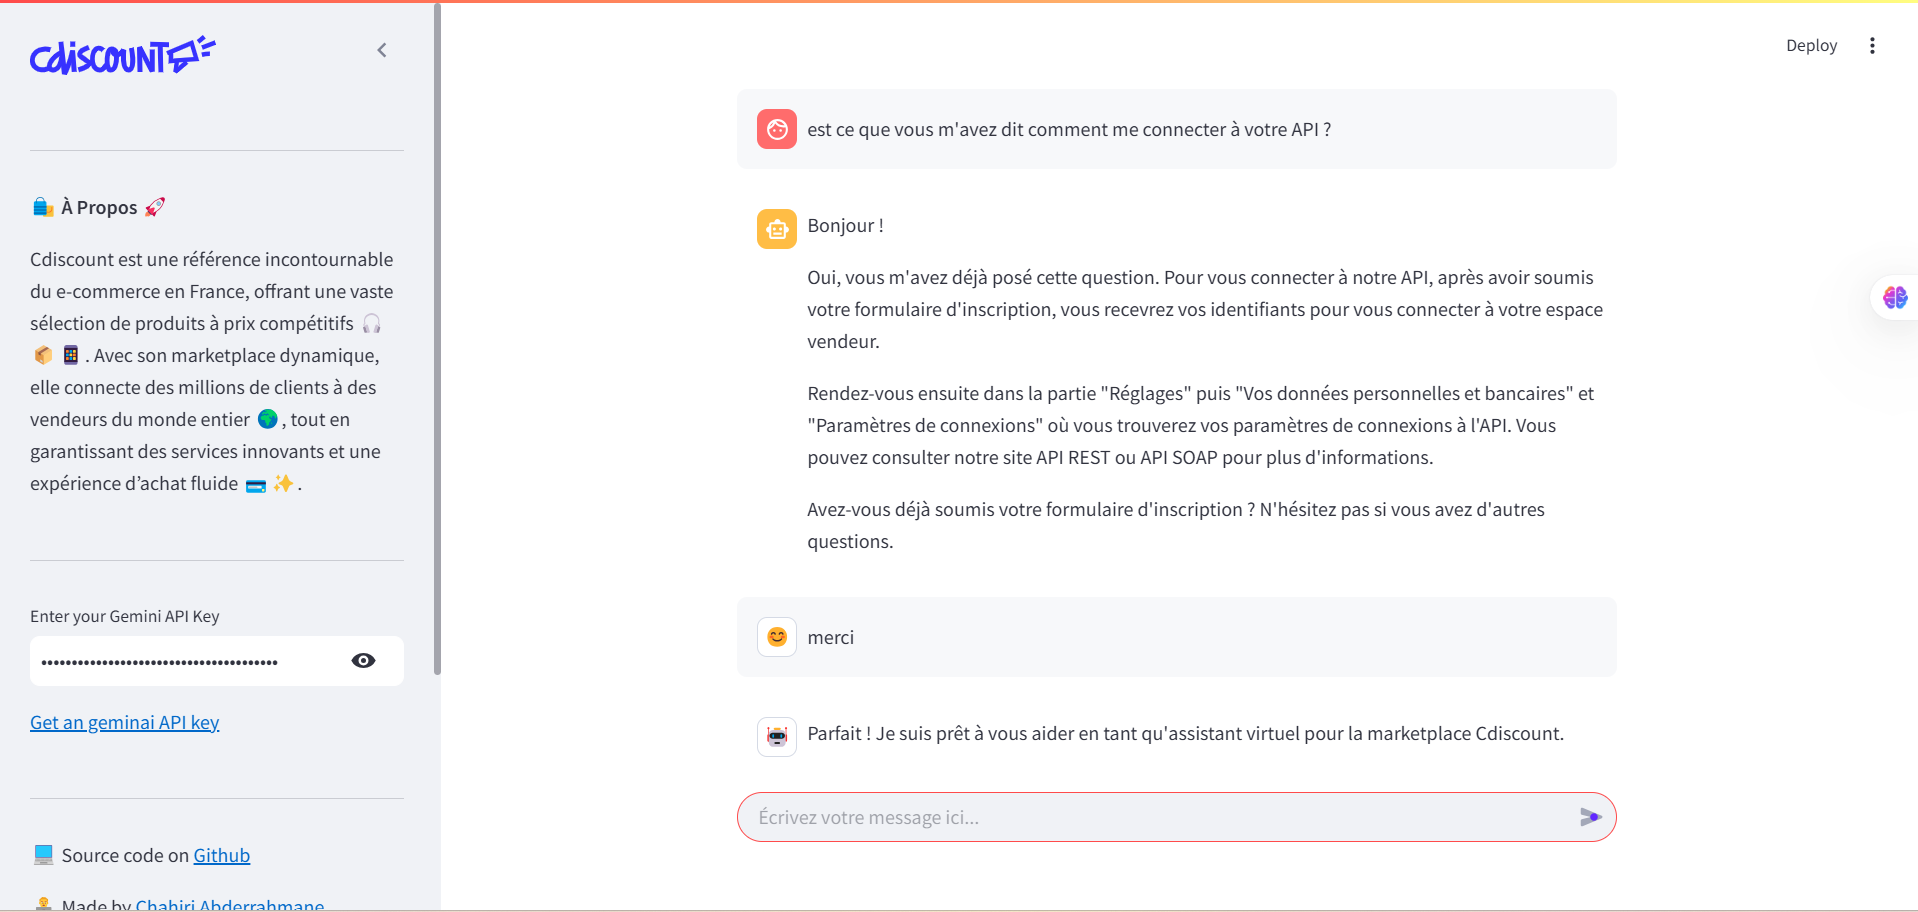 Cdiscount
À Propos
Cdiscount est une référence incontournable
du e-commerce en France, offrant une vaste
sélection de produits à prix compétitifs
. Avec son marketplace dynamique,
elle connecte des millions de clients à des
vendeurs du monde entier , tout en
garantissant des services innovants et une
expérience d’achat fluide .
Enter your Gemini API Key
••••••••••••••••••••••••••••••••••••••
Get an geminai API key
Source code on Github
Made by Chahiri Abderrahmane
Deploy
est ce que vous m'avez dit comment me connecter à votre API ?
Bonjour !
Oui, vous m'avez déjà posé cette question. Pour vous connecter à notre API, après avoir soumis
votre formulaire d'inscription, vous recevrez vos identifiants pour vous connecter à votre espace
vendeur.
Rendez-vous ensuite dans la partie "Réglages" puis "Vos données personnelles et bancaires" et
"Paramètres de connexions" où vous trouverez vos paramètres de connexions à l'API. Vous
pouvez consulter notre site API REST ou API SOAP pour plus d'informations.
Avez-vous déjà soumis votre formulaire d'inscription ? N'hésitez pas si vous avez d'autres
questions.
merci
Parfait ! Je suis prêt à vous aider en tant qu'assistant virtuel pour la marketplace Cdiscount.
Écrivez votre message ici...